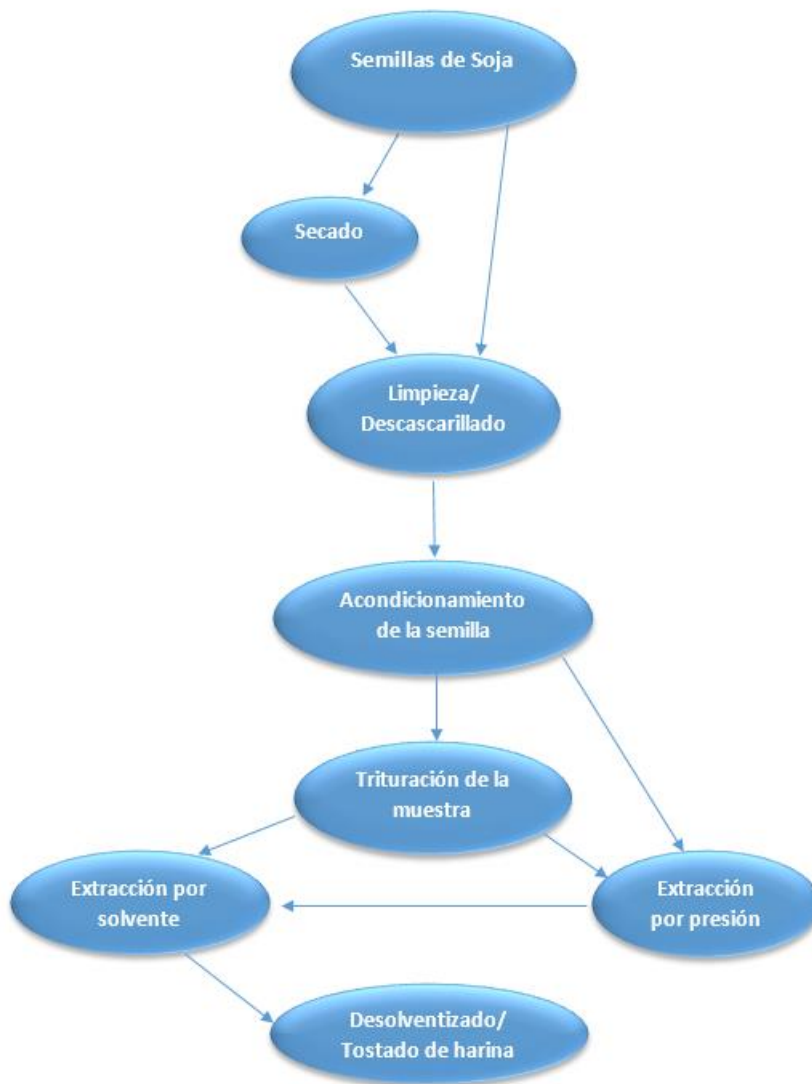 Semillas de Soja
Secado
Limpieza/
Descascarillado
Acondicionamiento
de la semilla
Trituración de la
muestra
Extracción por
solvente
Extracción
por presión
Desolventizado/
Tostado de harina